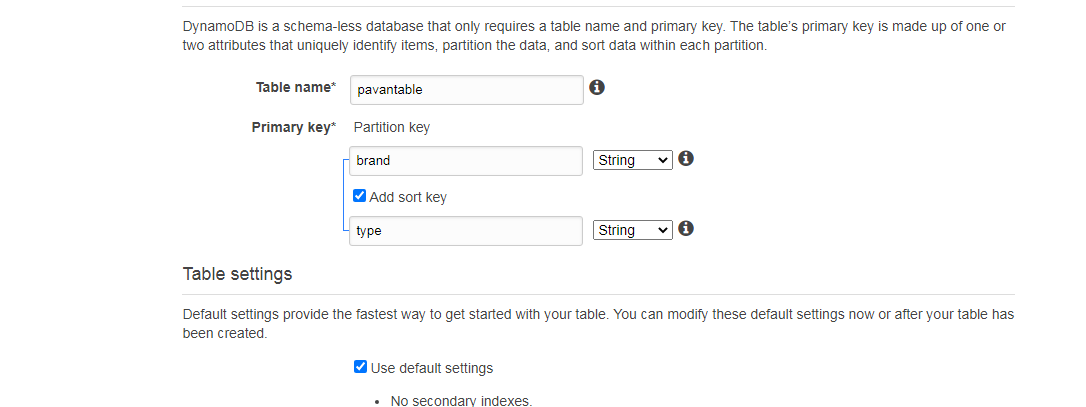 DynamoDB is a schema-less database that only requires a table name and primary key. The table's primary key is made up of one or
two attributes that uniquely identify items, partition the data, and sort data within each partition.
Table name* pavantable
Primary key* Partition key
brand String
Add sort key
type String
Table settings
Default settings provide the fastest way to get started with your table. You can modify these default settings now or after your table has
been created.
Use default settings
• No secondary indexes.